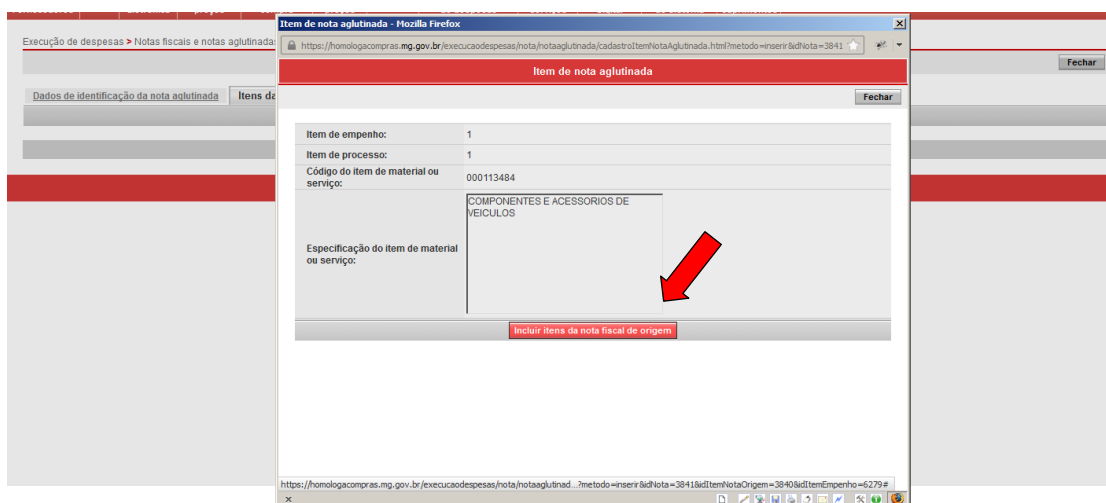 Item de nota aglutinada - Mozilla Firefox
Execução de despesas > Notas fiscais e notas aglutinadas
https://homologacompras.mg.gov.br/execucaodespesas/nota/notaaglutinada/cadastroItemNotaAglutinada.html?metodo=inserir&idNota=3841
Item de nota aglutinada
Fechar
Dados de identificação da nota aglutinada
Itens da
Fechar
Item de empenho:
1
Item de processo:
1
Código do item de material ou
serviço:
000113484
COMPONENTES E ACESSORIOS DE
VEICULOS
Especificação do item de material
ou serviço:
Incluir itens da nota fiscal de origem
https://homologacompras.mg.gov.br/execucaodespesas/nota/notaaglutinad...?metodo=inserir&idNota=3841&idItemNotaOrigem=3840&idItemEmpenho=6279#